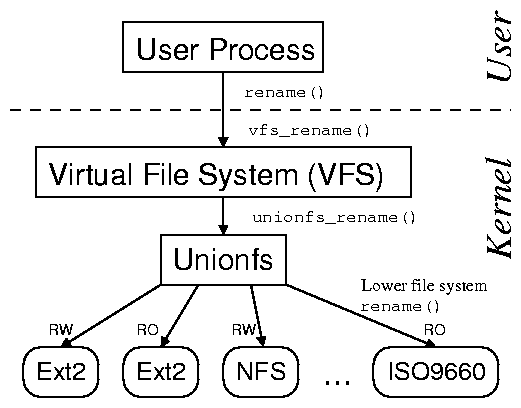 User Process
User
rename()
vfs_rename()
Virtual File System (VFS)
Kernel
unionfs_rename()
Unionfs
Lower file system
rename()
RW
RO
RW
RO
Ext2
Ext2
NFS
...
ISO9660